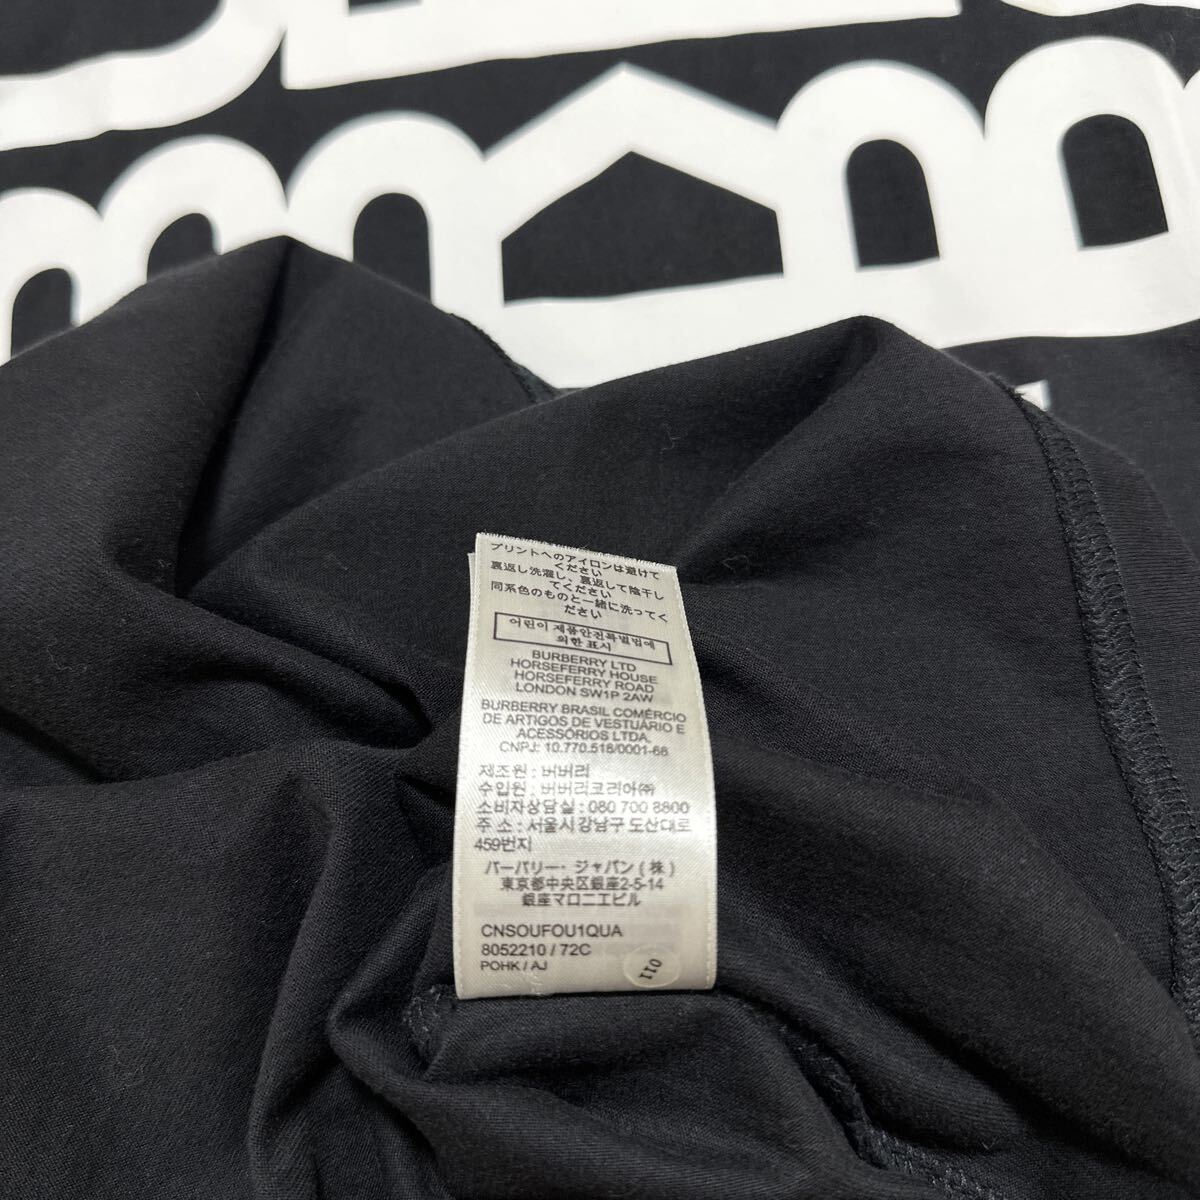 プリントへのアイロンは避けて
ください
裏返し洗濯し、裏返して陰干し
てください
同系色のものと一緒に洗ってく
ださい
어린이 제품안전특별법에
의한 표시
BURBERRY LTD
HORSEFERRY HOUSE
HORSEFERRY ROAD
LONDON SW1P 2AW
BURBERRY BRASIL COMÉRCIO
DE ARTIGOS DE VESTUÁRIO E
ACESSÓRIOS LTDA.
CNPJ: 10.770.518/0001-68
제조원 : 버버리
수입원 : 버버리코리아㈜
소비자상담실 : 080 700 8800
주 소 : 서울시 강남구 도산대로
459번지
バーバリー・ジャパン(株)
東京都中央区銀座2-5-14
銀座マロニエビル
CNSOUFOU1QUA
8052210 / 72C
POHK / AJ
011